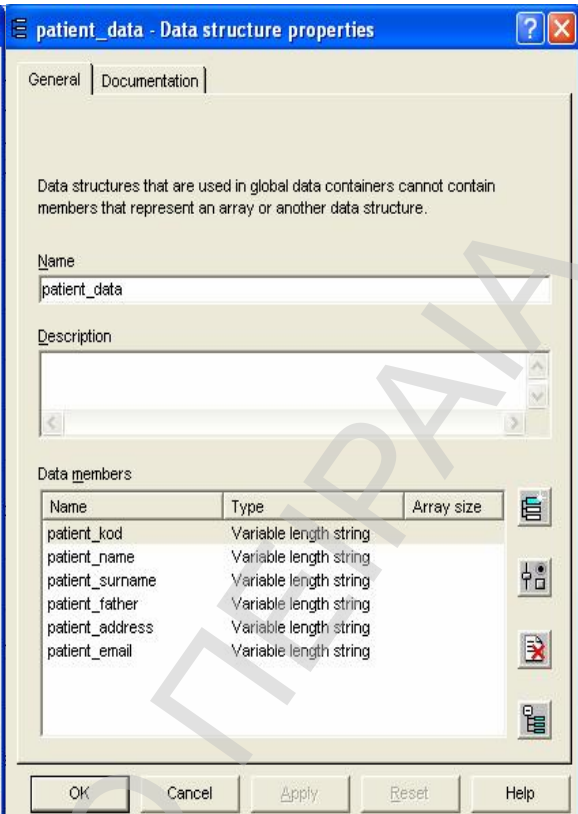 patient_data - Data structure properties
General Documentation
Data structures that are used in global data containers cannot contain
members that represent an array or another data structure.
Name
patient_data
Description
Data members
Name Type Array size
patient_kod Variable length string
patient_name Variable length string
patient_surname Variable length string
patient_father Variable length string
patient_address Variable length string
patient_email Variable length string
OK Cancel Apply Reset Help
Ο ΠΕΙΡΑΙΑ